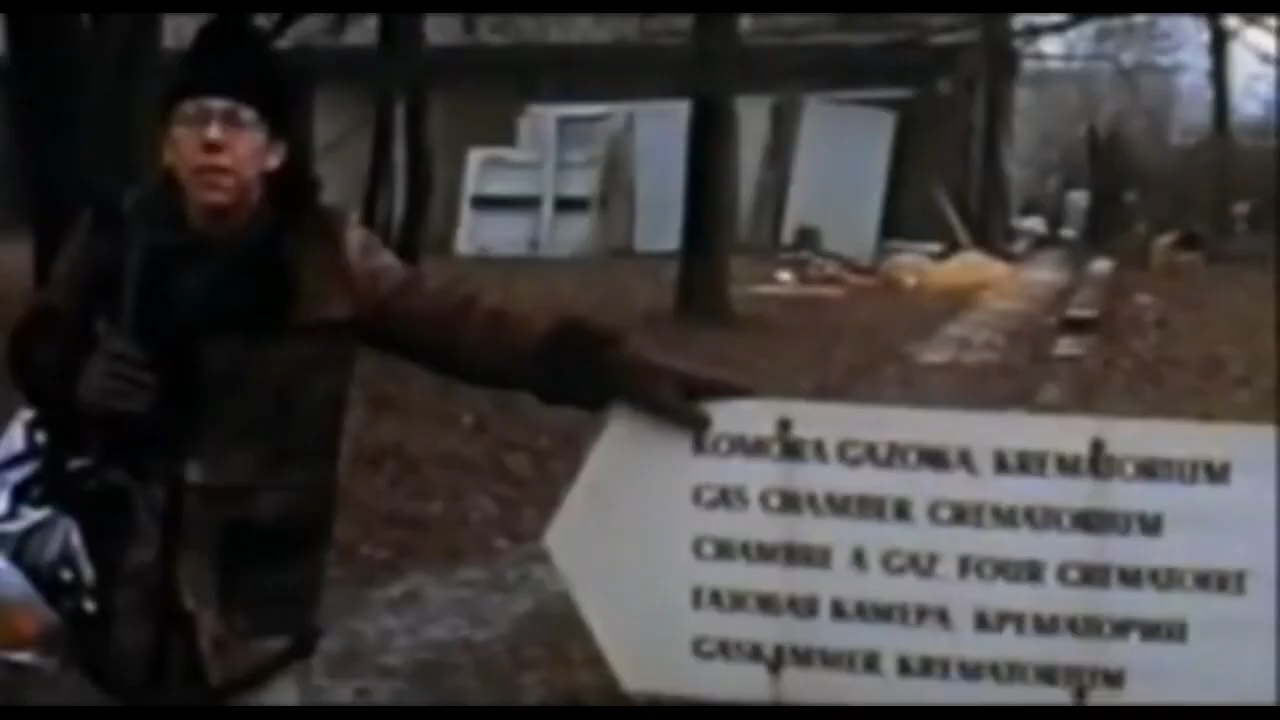 KOMORA GAZOWA, KREMATORIUM
GAS CHAMBER CREMATORIUM
CHAMBRE A GAZ, FOUR CREMATOIRE
ГАЗОВАЯ КАМЕРА, КРЕМАТОРИЙ
GASKAMMER KREMATORIUM